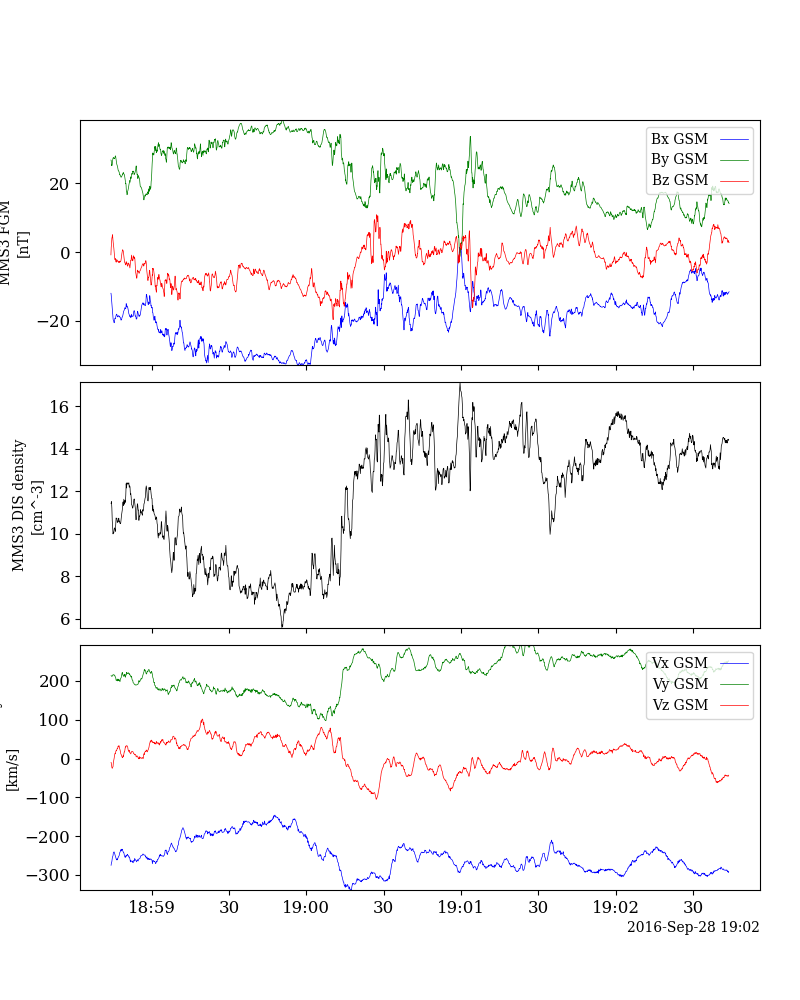 MMS3 FGM
[nT]
20
0
−20
Bx GSM
By GSM
Bz GSM
MMS3 DIS density
[cm^-3]
16
14
12
10
8
6
[km/s]
200
100
0
−100
−200
−300
Vx GSM
Vy GSM
Vz GSM
18:59
30
19:00
30
19:01
30
19:02
30
2016-Sep-28 19:02